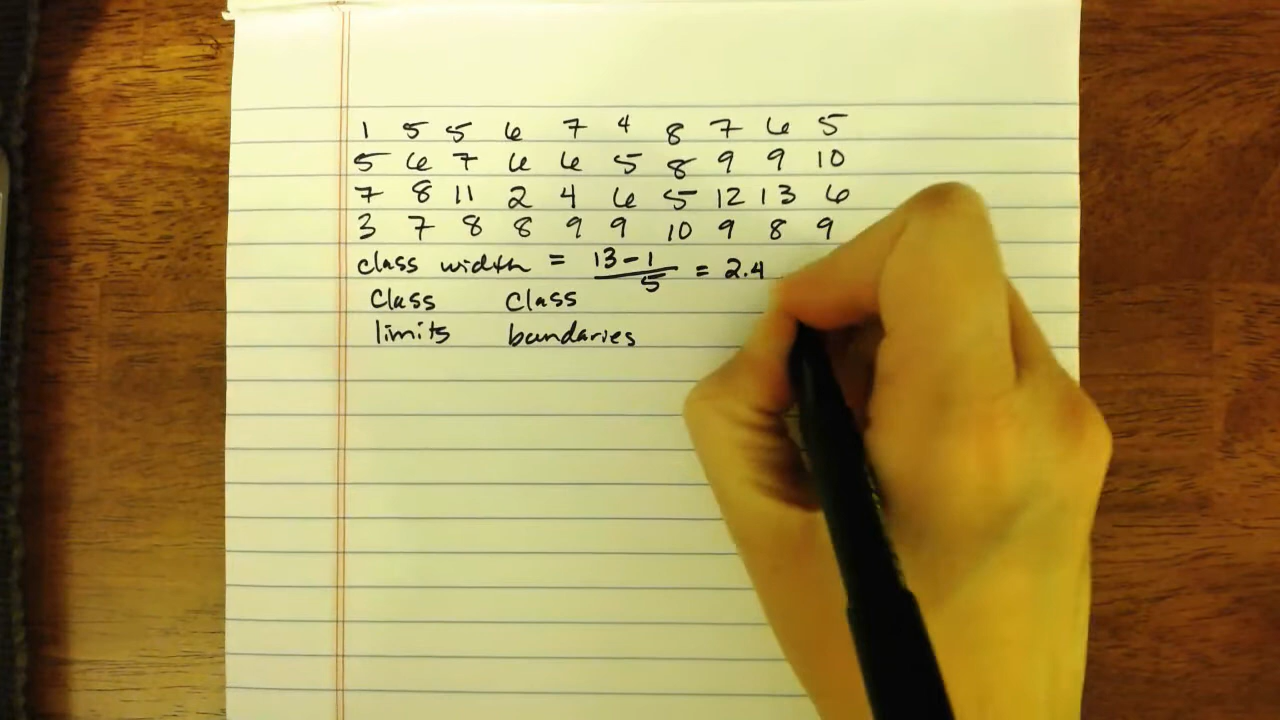 1 5 5 6 7 4 8 7 6 5
5 6 7 6 6 5 8 9 9 10
7 8 11 2 4 6 5 12 13 6
3 7 8 8 9 9 10 9 8 9
class width = 13-1 / 5 = 2.4
Class Class
limits boundaries